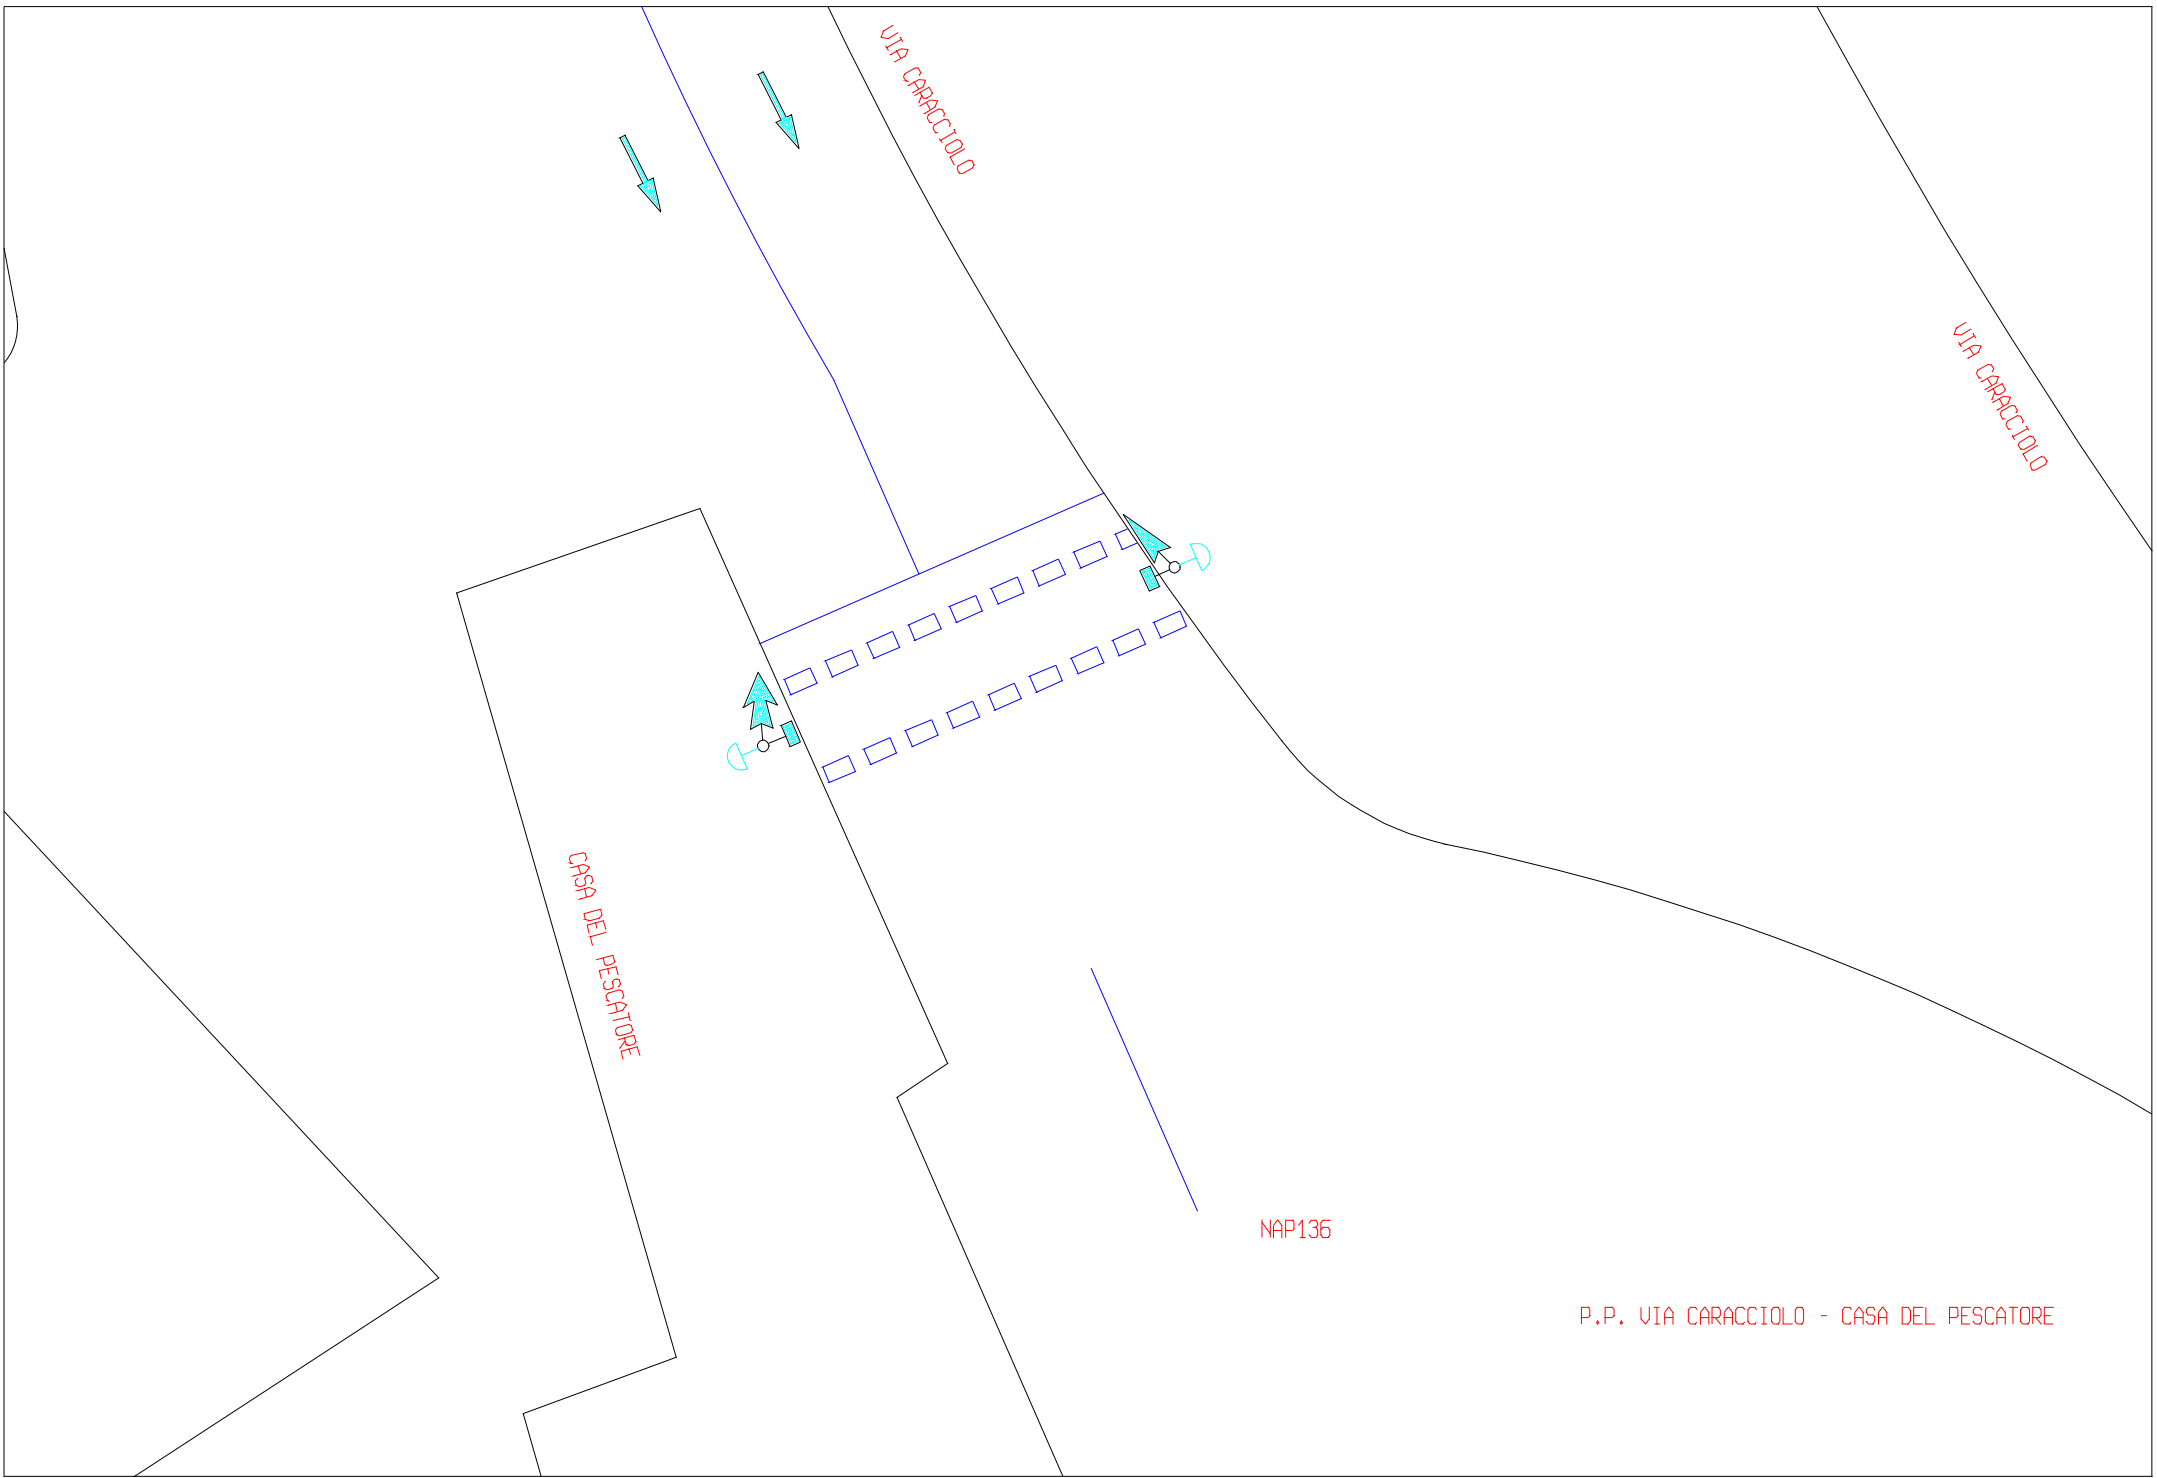 VIA CARACCIOLO
VIA CARACCIOLO
CASA DEL PESCATORE
NAP136
P.P. VIA CARACCIOLO - CASA DEL PESCATORE